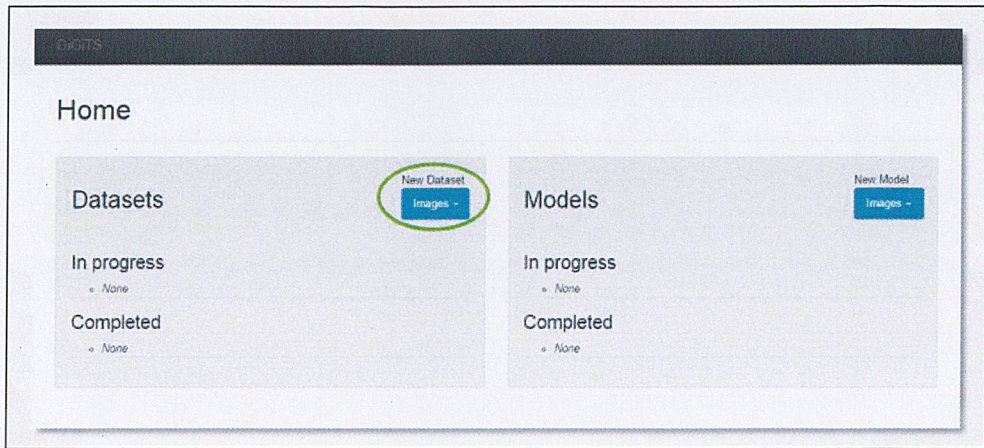 DIGITS
Home
Datasets
New Dataset
Images
In progress
None
Completed
None
Models
New Model
Images
In progress
None
Completed
None